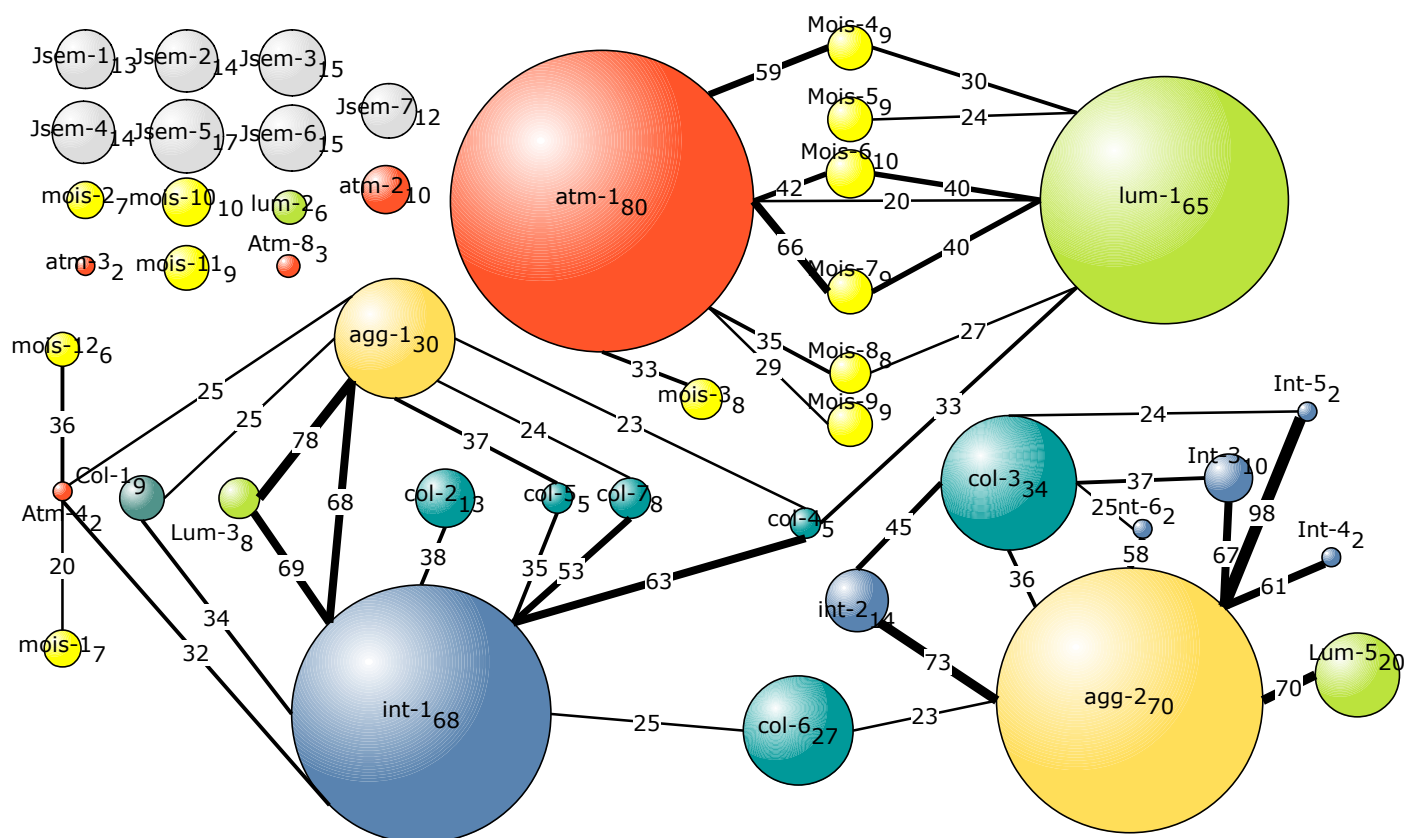 Jsem-1 13
Jsem-2 14
Jsem-3 15
Jsem-4 14
Jsem-5 17
Jsem-6 15
Jsem-7 12
mois-2 7
mois-10 10
lum-2 6
atm-2 10
atm-3 2
mois-11 9
Atm-8 3
atm-1 80
lum-1 65
Mois-4 9
59
30
Mois-5 9
24
Mois-6 10
42
40
20
66
40
Mois-7 9
35
27
Mois-8 8
29
Mois-9 9
33
mois-3 8
33
agg-1 30
mois-12 6
36
25
25
78
68
37
24
23
Atm-4 2
Col-1 9
Lum-3 8
col-2 13
col-5 5
col-7 8
col-4 5
20
mois-1 7
34
32
69
38
35
53
63
int-1 68
25
col-6 27
23
col-3 34
24
Int-5 2
37
Int-3 10
25
nt-6 2
98
Int-4 2
45
36
58
67
61
int-2 14
73
agg-2 70
70
Lum-5 20